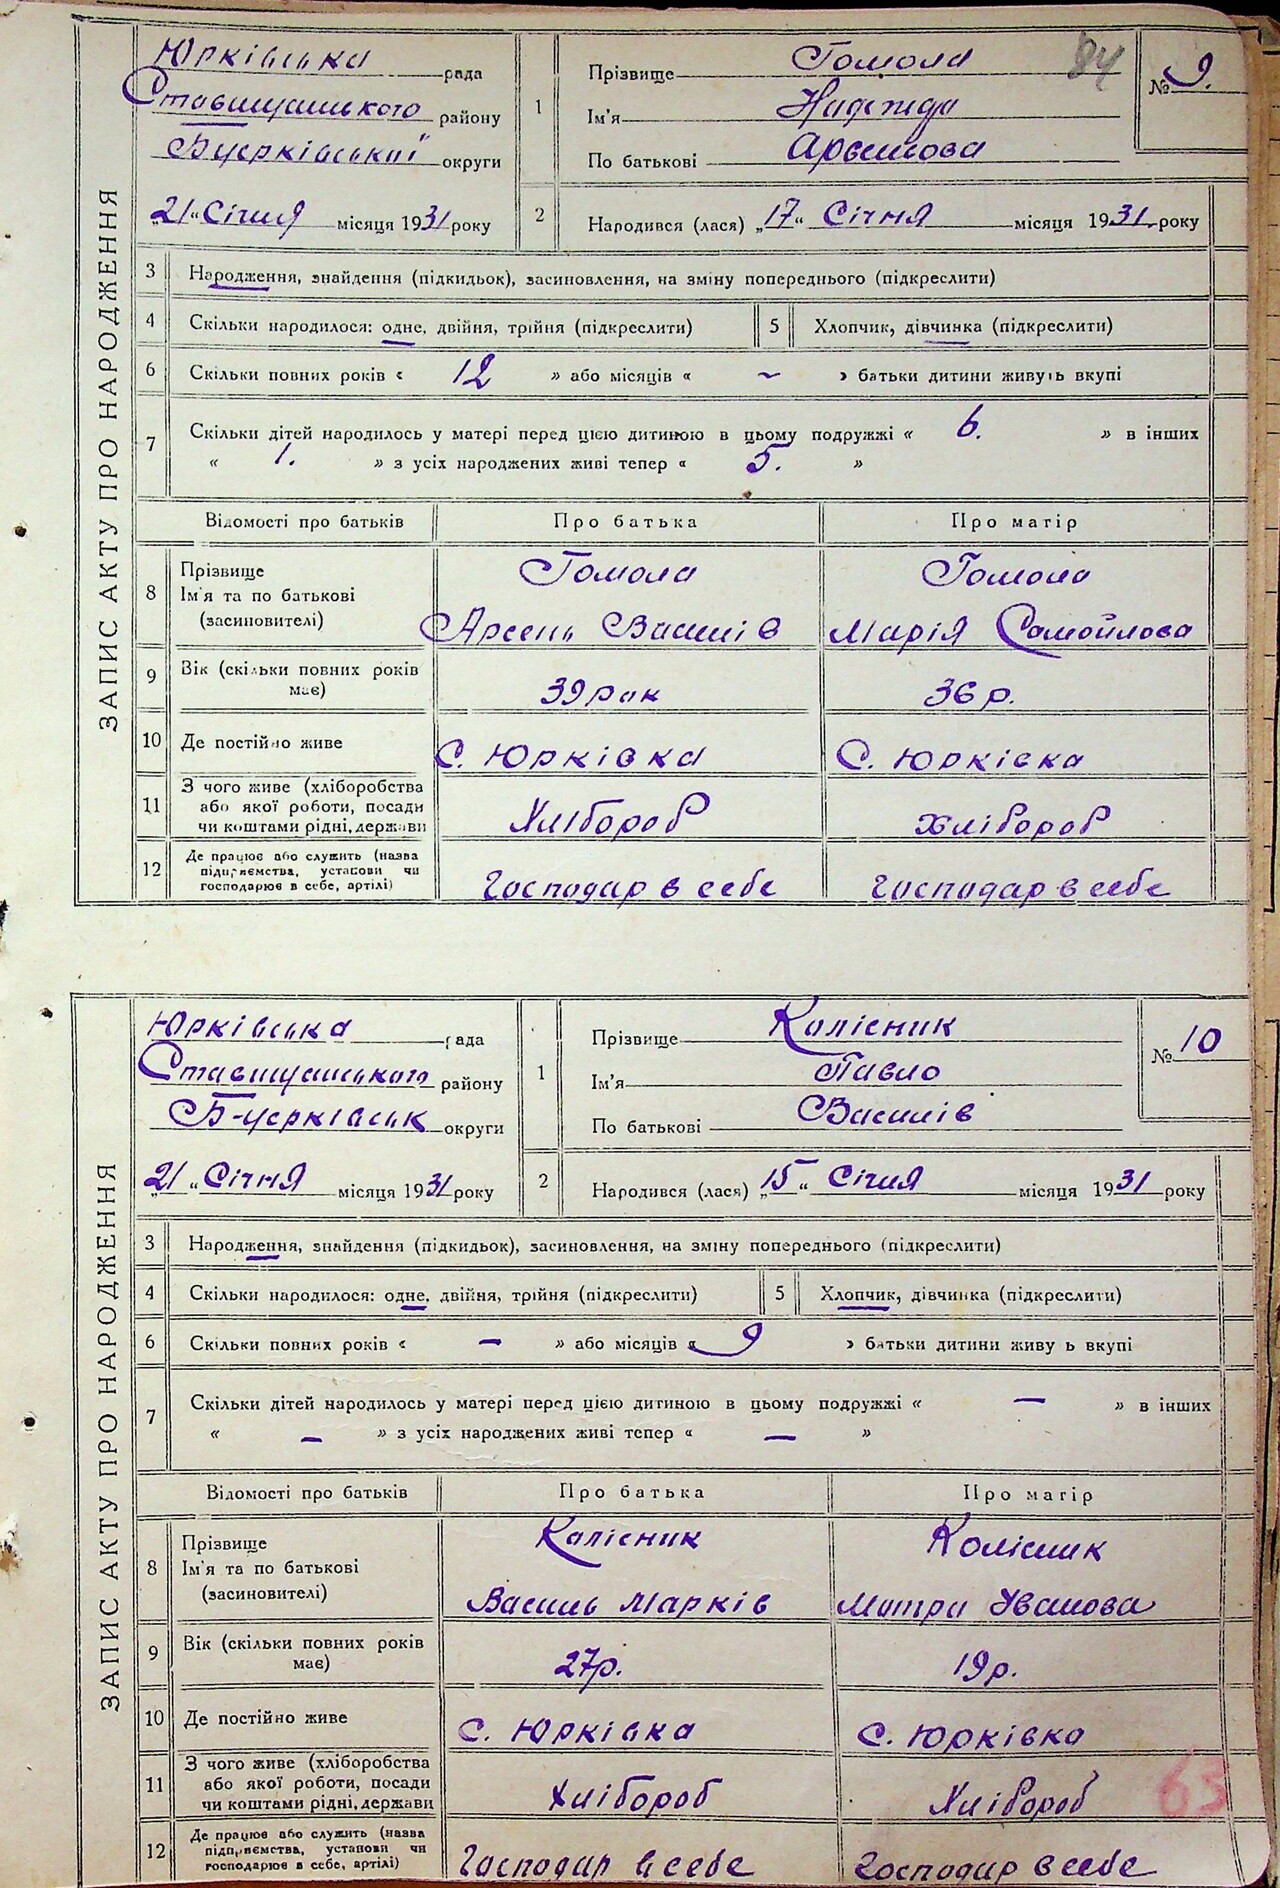 ЗАПИС АКТУ ПРО НАРОДЖЕННЯ
84
Юрківська рада
Ставищанського району
Бцерківської округи
„21“ Січня місяця 1931 року
1 Прізвище Гомола
Ім'я Надежда
По батькові Арсенова
№ 9.
2 Народився (лася) „17“ Січня місяця 1931 року
3 Народження, знайдення (підкидьок), засиновлення, на зміну попереднього (підкреслити)
4 Скільки народилося: одне, двійня, трійня (підкреслити) 5 Хлопчик, дівчинка (підкреслити)
6 Скільки повних років « 12 » або місяців « ~ » батьки дитини живуть вкупі
7 Скільки дітей народилось у матері перед цією дитиною в цьому подружжі « 6. » в інших
« 1. » з усіх народжених живі тепер « 5. »
Відомості про батьків Про батька Про матір
8 Прізвище Гомола Гомола
Ім'я та по батькові
(засиновителі) Арсень Василів Марія Самойлова
9 Вік (скільки повних років
має) 39 рок 36 р.
10 Де постійно живе С. Юрківка С. Юрківка
11 З чого живе (хліборобства
або якої роботи, посади
чи коштами рідні, держави Хлібороб Хлібороб
12 Де працює або служить (назва
підприємства, установи чи
господарює в себе, артілі) Господар в себе Господар в себе
ЗАПИС АКТУ ПРО НАРОДЖЕННЯ
Юрківська рада
Ставищанського району
Б-церківськ округи
„21“ Січня місяця 1931 року
1 Прізвище Колісник
Ім'я Павло
По батькові Василів
№ 10
2 Народився (лася) „15“ Січня місяця 1931 року
3 Народження, знайдення (підкидьок), засиновлення, на зміну попереднього (підкреслити)
4 Скільки народилося: одне, двійня, трійня (підкреслити) 5 Хлопчик, дівчинка (підкреслити)
6 Скільки повних років « — » або місяців « 9 » батьки дитини живуть вкупі
7 Скільки дітей народилось у матері перед цією дитиною в цьому подружжі « — » в інших
« — » з усіх народжених живі тепер « — »
Відомості про батьків Про батька Про матір
8 Прізвище Колісник Колісник
Ім'я та по батькові
(засиновителі) Василь Марків Мотря Іванова
9 Вік (скільки повних років
має) 27р. 19р.
10 Де постійно живе С. Юрківка С. Юрківка
11 З чого живе (хліборобства
або якої роботи, посади
чи коштами рідні, держави Хлібороб Хлібороб
63
12 Де працює або служить (назва
підприємства, установи чи
господарює в себе, артілі) Господар в себе Господар в себе